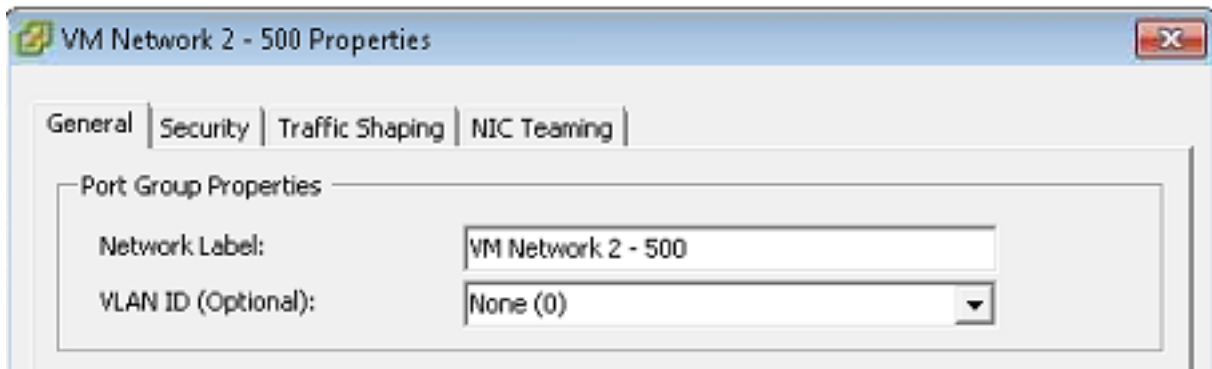 VM Network 2 - 500 Properties
General Security Traffic Shaping NIC Teaming
Port Group Properties
Network Label: VM Network 2 - 500
VLAN ID (Optional): None (0)